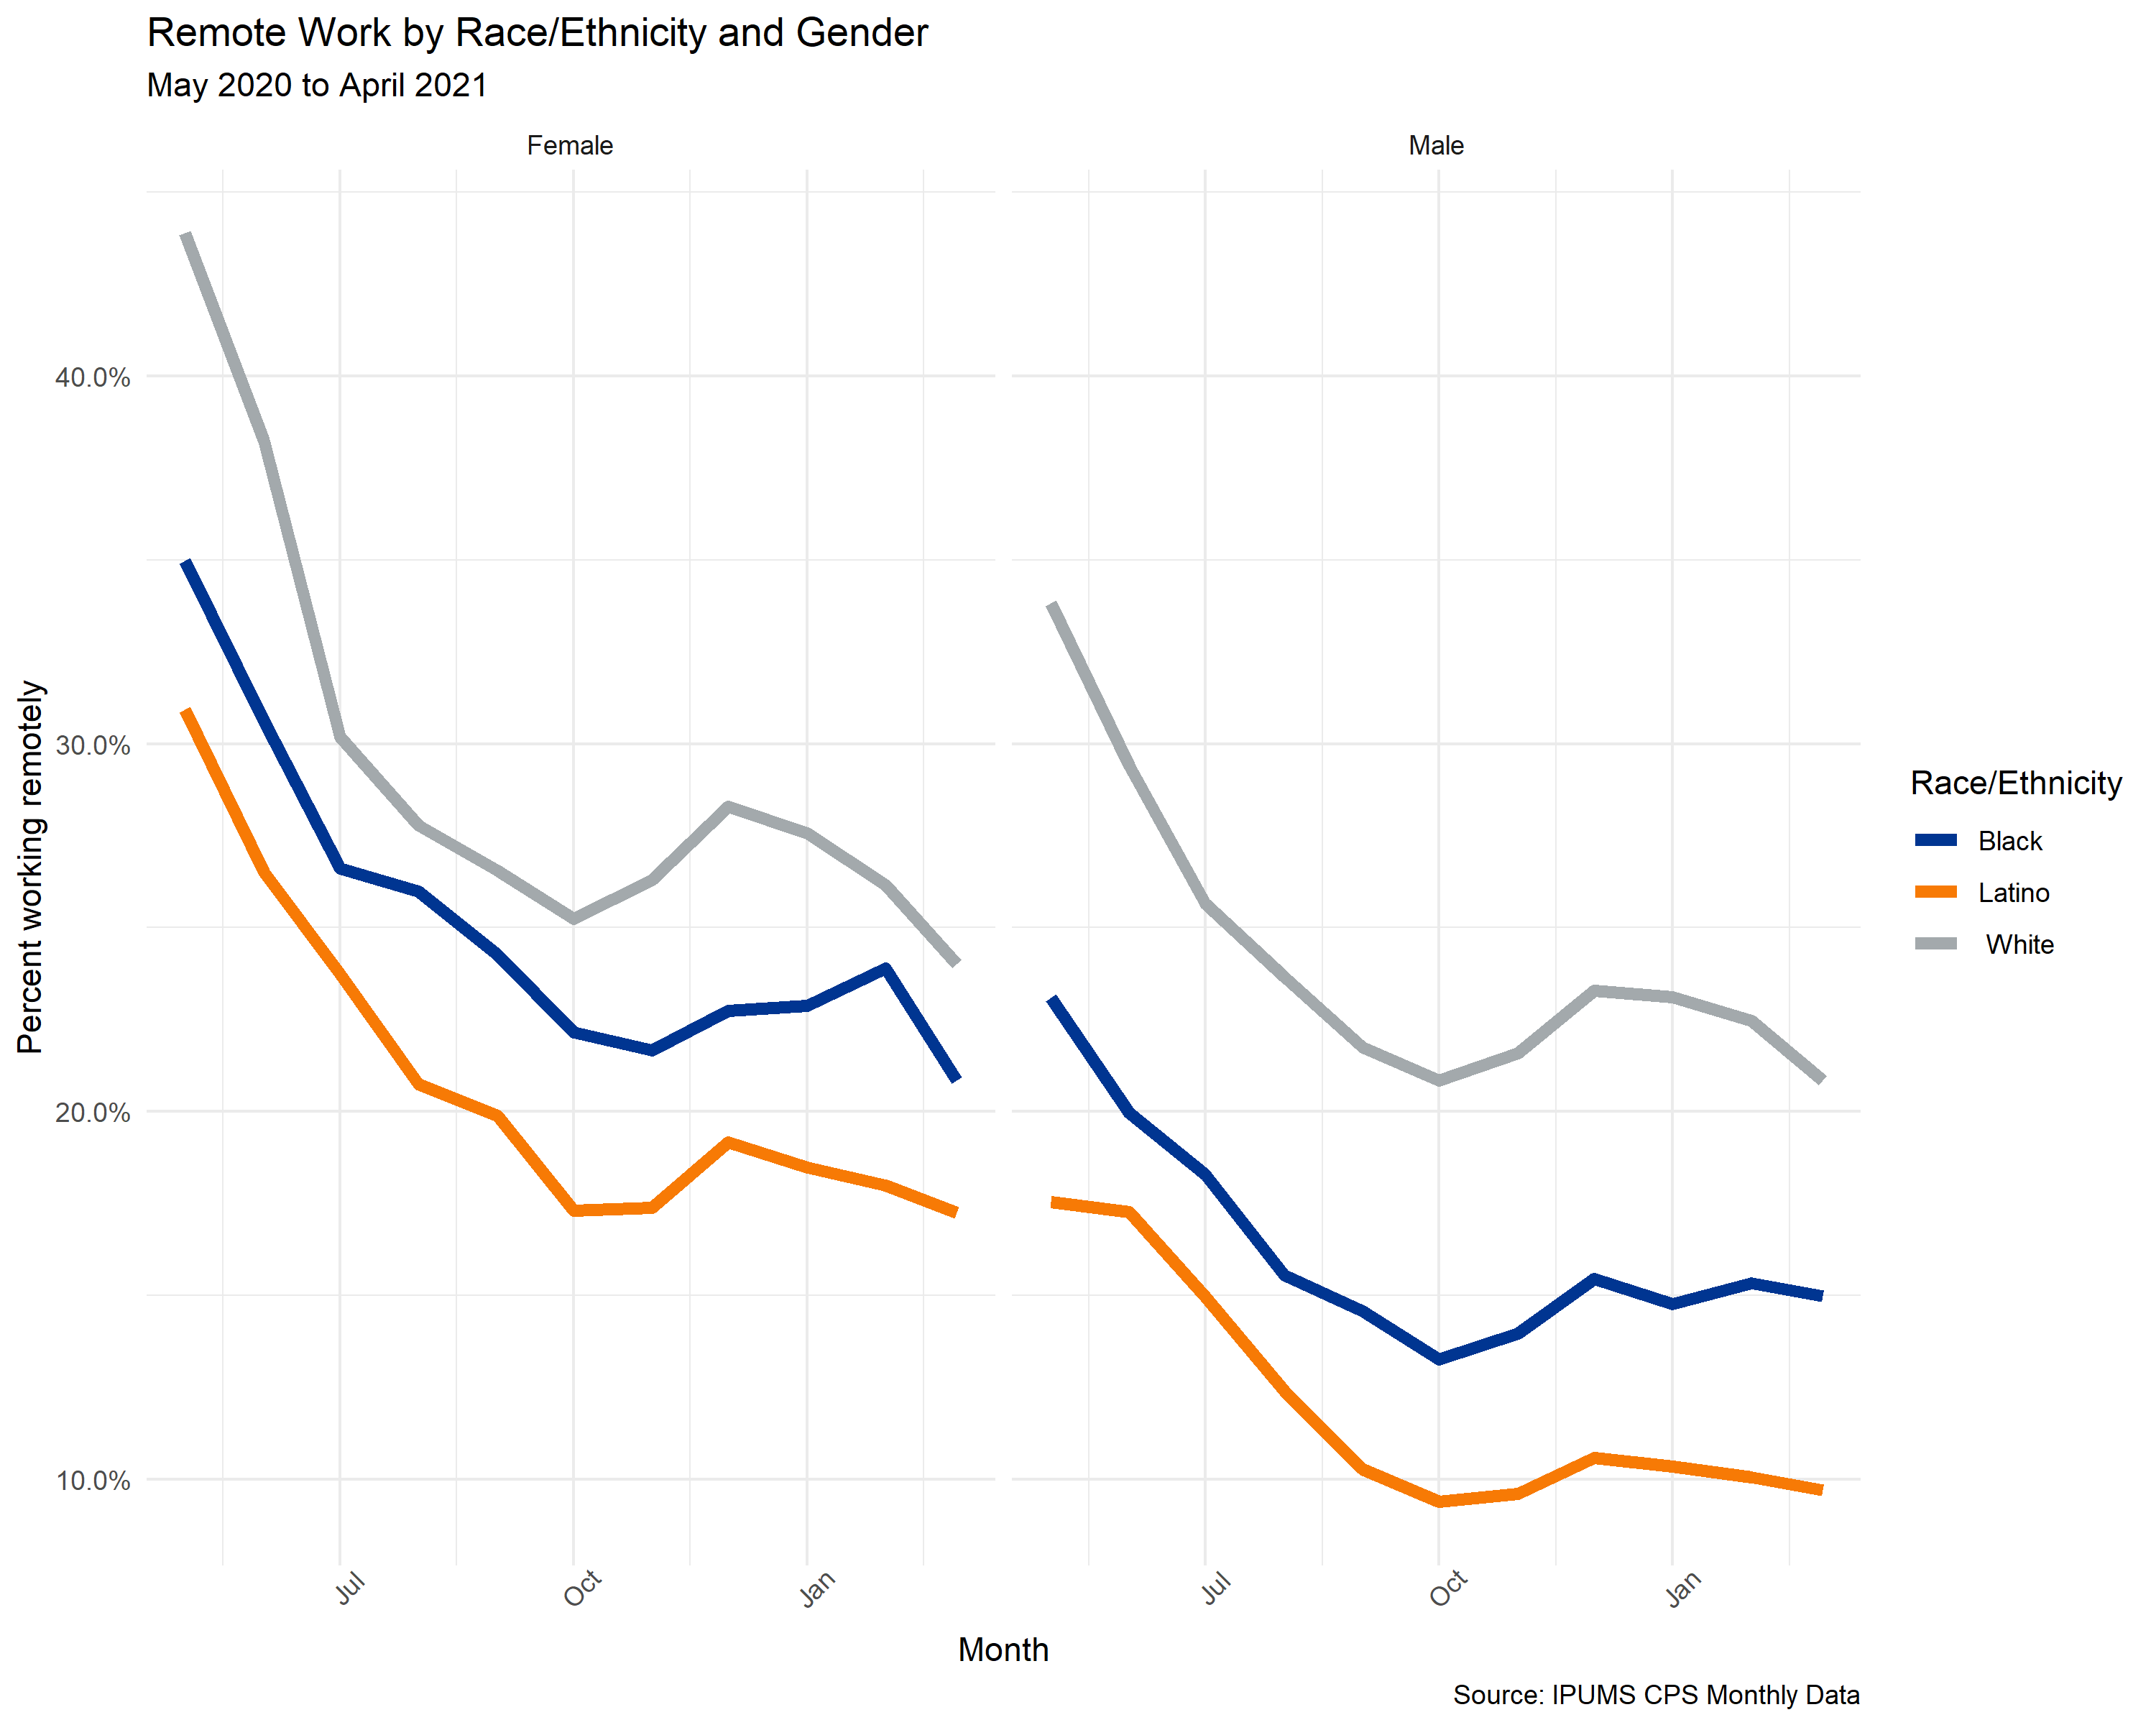 Remote Work by Race/Ethnicity and Gender
May 2020 to April 2021
Female
Male
Percent working remotely
40.0%
30.0%
20.0%
10.0%
Jul
Oct
Jan
Jul
Oct
Jan
Month
Race/Ethnicity
Black
Latino
White
Source: IPUMS CPS Monthly Data